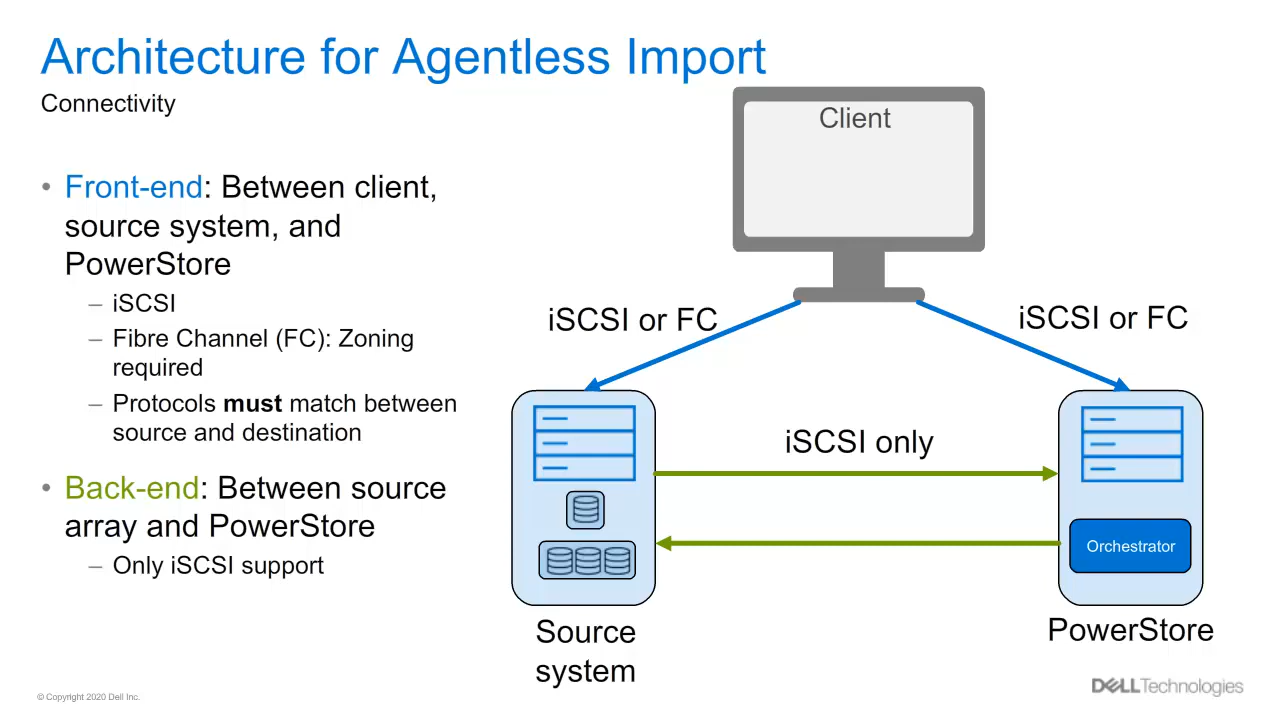 Architecture for Agentless Import
Connectivity
Client
• Front-end: Between client,
source system, and
PowerStore
– iSCSI
– Fibre Channel (FC): Zoning
required
– Protocols must match between
source and destination
• Back-end: Between source
array and PowerStore
– Only iSCSI support
iSCSI or FC
iSCSI or FC
iSCSI only
Orchestrator
Source
system
PowerStore
© Copyright 2020 Dell Inc.
DELLTechnologies